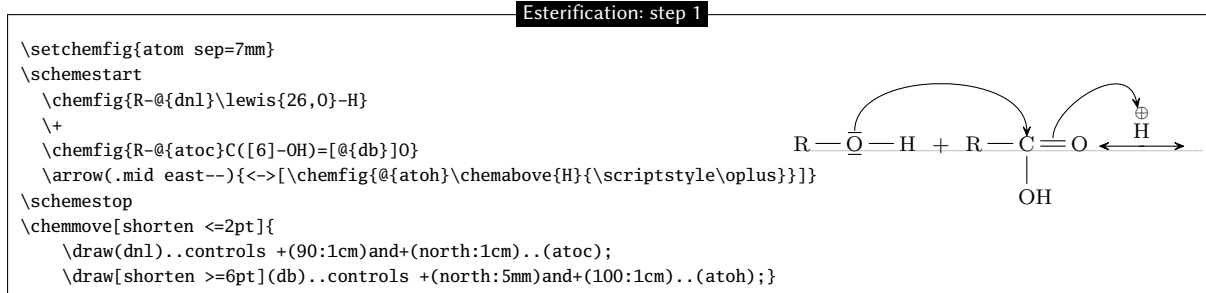 Esterification: step 1
\setchemfig{atom sep=7mm}
\schemestart
\chemfig{R-@{dnl}\lewis{26,O}-H}
\+
\chemfig{R-@{atoc}C([6]-OH)=[@{db}]O}
\arrow(.mid east--){<->[\chemfig{@{atoh}\chemabove{H}{\scriptstyle\oplus}}]}
\schemestop
\chemmove[shorten <=2pt]{
\draw(dnl)..controls +(90:1cm)and+(north:1cm)..(atoc);
\draw[shorten >=6pt](db)..controls +(north:5mm)and+(100:1cm)..(atoh);}
⊕
H
R O H + R C O
OH